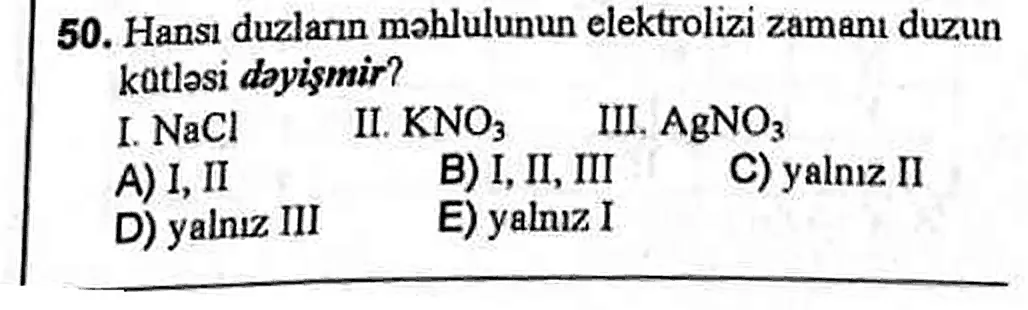 50. Hansı duzların məhlulunun elektrolizi zamanı duzun
kütləsi dəyişmir?
I. NaCl II. KNO₃ III. AgNO₃
A) I, II B) I, II, III C) yalnız II
D) yalnız III E) yalnız I